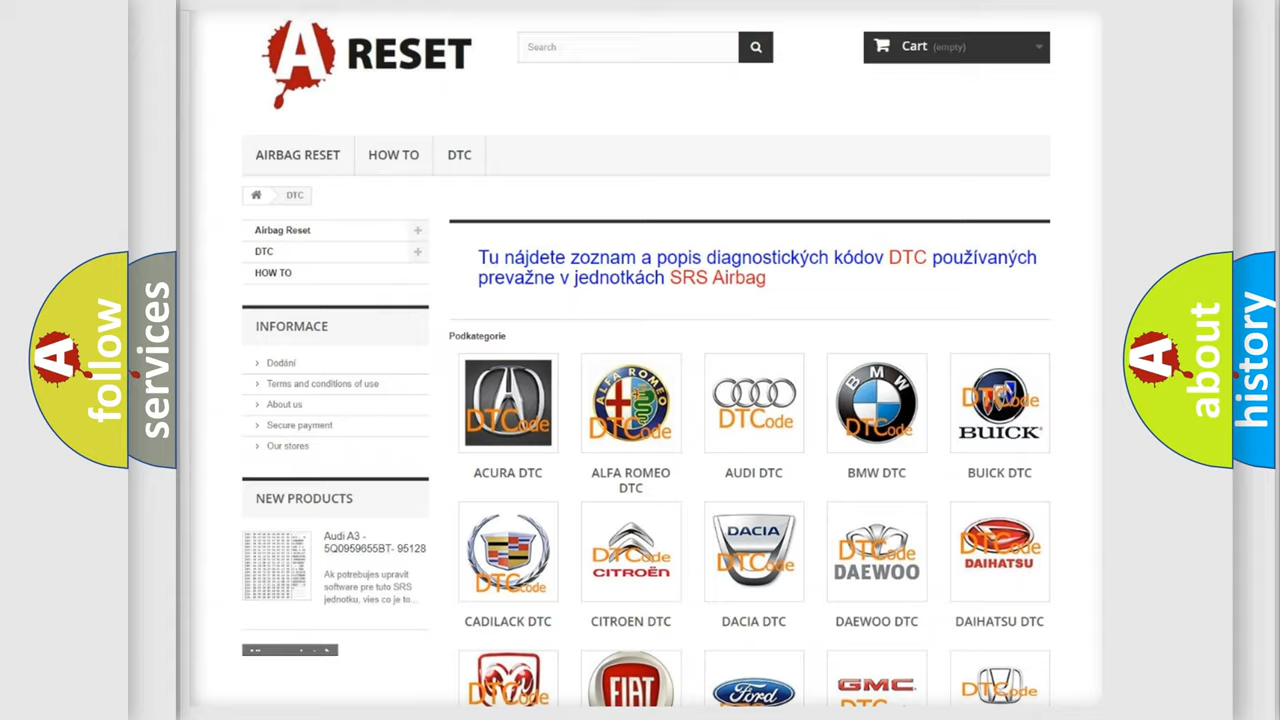 A RESET
Search
Cart (empty)
AIRBAG RESET
HOW TO
DTC
DTC
Airbag Reset
DTC
HOW TO
INFORMACE
Dodání
Terms and conditions of use
About us
Secure payment
Our stores
NEW PRODUCTS
Audi A3 -
5Q0959655BT- 95128
Ak potrebujes upravit
software pre tuto SRS
jednotku, vies co je to...
Tu nájdete zoznam a popis diagnostických kódov DTC používaných
prevažne v jednotkách SRS Airbag
Podkategorie
DTCode
ACURA DTC
ALFA ROMEO
DTCode
ALFA ROMEO
DTC
DTCode
AUDI DTC
BMW
DTCode
BMW DTC
DTCode
BUICK
BUICK DTC
DTCode
CADILACK DTC
DTCode
CITROËN
CITROEN DTC
DACIA
DTCode
DACIA DTC
DTCode
DAEWOO
DAEWOO DTC
DTCode
DAIHATSU
DAIHATSU DTC
DTCode
FIAT
Ford
GMC
DTCode
A follow
services
A about
history